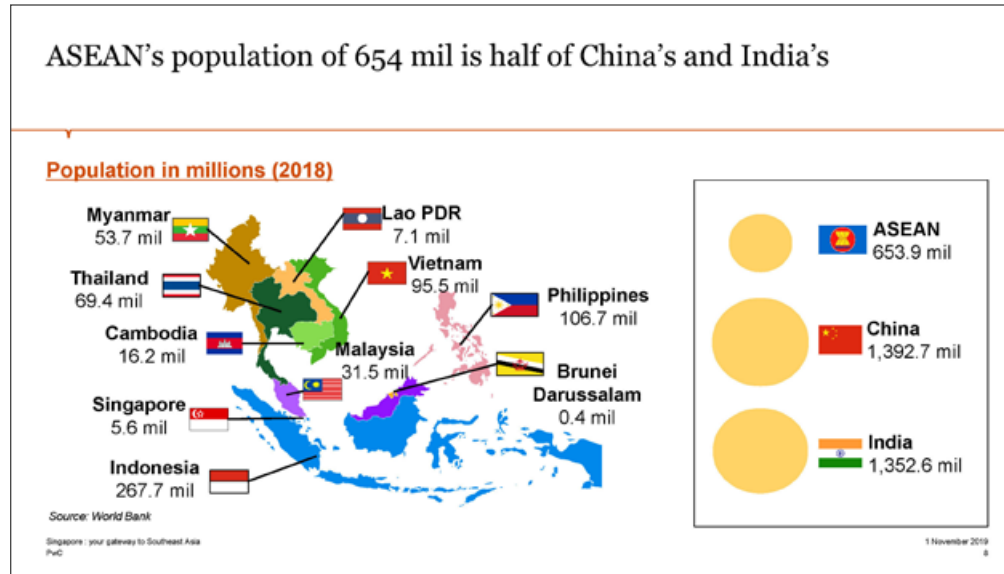 ASEAN’s population of 654 mil is half of China’s and India’s
Population in millions (2018)
Myanmar
53.7 mil
Lao PDR
7.1 mil
Thailand
69.4 mil
Vietnam
95.5 mil
Cambodia
16.2 mil
Malaysia
31.5 mil
Philippines
106.7 mil
Singapore
5.6 mil
Brunei
Darussalam
0.4 mil
Indonesia
267.7 mil
ASEAN
653.9 mil
China
1,392.7 mil
India
1,352.6 mil
Source: World Bank
Singapore : your gateway to Southeast Asia
PwC
1 November 2019
8